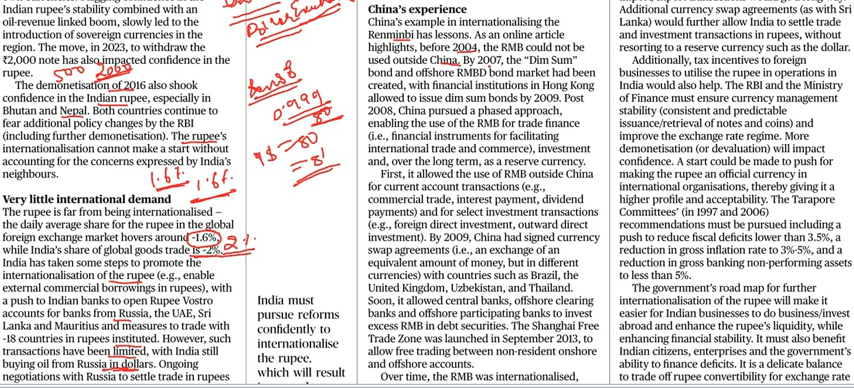 Indian rupee's stability combined with an
oil-revenue linked boom, slowly led to the
introduction of sovereign currencies in the
region. The move, in 2023, to withdraw the
₹2,000 note has also impacted confidence in the
rupee.
500 2000
The demonetisation of 2016 also shook
confidence in the Indian rupee, especially in
Bhutan and Nepal. Both countries continue to
fear additional policy changes by the RBI
(including further demonetisation). The rupee's
internationalisation cannot make a start without
accounting for the concerns expressed by India's
neighbours.
1.6% 1.6%
Very little international demand
The rupee is far from being internationalised –
the daily average share for the rupee in the global
foreign exchange market hovers around ~1.6%,
while India's share of global goods trade is ~2%. 2%
India has taken some steps to promote the
internationalisation of the rupee (e.g., enable
external commercial borrowings in rupees), with
a push to Indian banks to open Rupee Vostro
accounts for banks from Russia, the UAE, Sri
Lanka and Mauritius and measures to trade with
~18 countries in rupees instituted. However, such
transactions have been limited, with India still
buying oil from Russia in dollars. Ongoing
negotiations with Russia to settle trade in rupees
0.999
80
1$ = 80
= 81
India must
pursue reforms
confidently to
internationalise
the rupee,
which will result
China's experience
China's example in internationalising the
Renminbi has lessons. As an online article
highlights, before 2004, the RMB could not be
used outside China. By 2007, the “Dim Sum”
bond and offshore RMBD bond market had been
created, with financial institutions in Hong Kong
allowed to issue dim sum bonds by 2009. Post
2008, China pursued a phased approach,
enabling the use of RMB for trade finance
(i.e., financial instruments for facilitating
international trade and commerce), investment
and, over the long term, as a reserve currency.
First, it allowed the use of RMB outside China
for current account transactions (e.g.,
commercial trade, interest payment, dividend
payments) and for select investment transactions
(e.g., foreign direct investment, outward direct
investment). By 2009, China had signed currency
swap agreements (i.e., an exchange of an
equivalent amount of money, but in different
currencies) with countries such as Brazil, the
United Kingdom, Uzbekistan, and Thailand.
Soon, it allowed central banks, offshore clearing
banks and offshore participating banks to invest
excess RMB in debt securities. The Shanghai Free
Trade Zone was launched in September 2013, to
allow free trading between non-resident onshore
and offshore accounts.
Over time, the RMB was internationalised,
Additional currency swap agreements (as with Sri
Lanka) would further allow India to settle trade
and investment transactions in rupees, without
resorting to a reserve currency such as the dollar.
Additionally, tax incentives to foreign
businesses to utilise the rupee in operations in
India would also help. The RBI and the Ministry
of Finance must ensure currency management
stability (consistent and predictable
issuance/retrieval of notes and coins) and
improve the exchange rate regime. More
demonetisation (or devaluation) will impact
confidence. A start could be made to push for
making the rupee an official currency in
international organisations, thereby giving it a
higher profile and acceptability. The Tarapore
Committees' (in 1997 and 2006)
recommendations must be pursued including a
push to reduce fiscal deficits lower than 3.5%, a
reduction in gross inflation rate to 3%-5%, and a
reduction in gross banking non-performing assets
to less than 5%.
The government's road map for further
internationalisation of the rupee will make it
easier for Indian businesses to do business/invest
abroad and enhance the rupee's liquidity, while
enhancing financial stability. It must also benefit
Indian citizens, enterprises and the government's
ability to finance deficits. It is a delicate balance
to trade off rupee convertibility for exchange rate